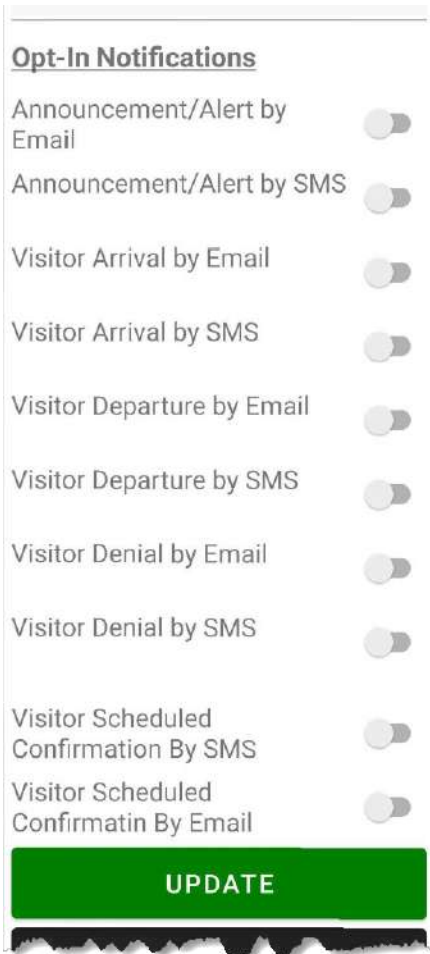 Opt-In Notifications
Announcement/Alert by
Email
Announcement/Alert by SMS
Visitor Arrival by Email
Visitor Arrival by SMS
Visitor Departure by Email
Visitor Departure by SMS
Visitor Denial by Email
Visitor Denial by SMS
Visitor Scheduled
Confirmation By SMS
Visitor Scheduled
Confirmatin By Email
UPDATE